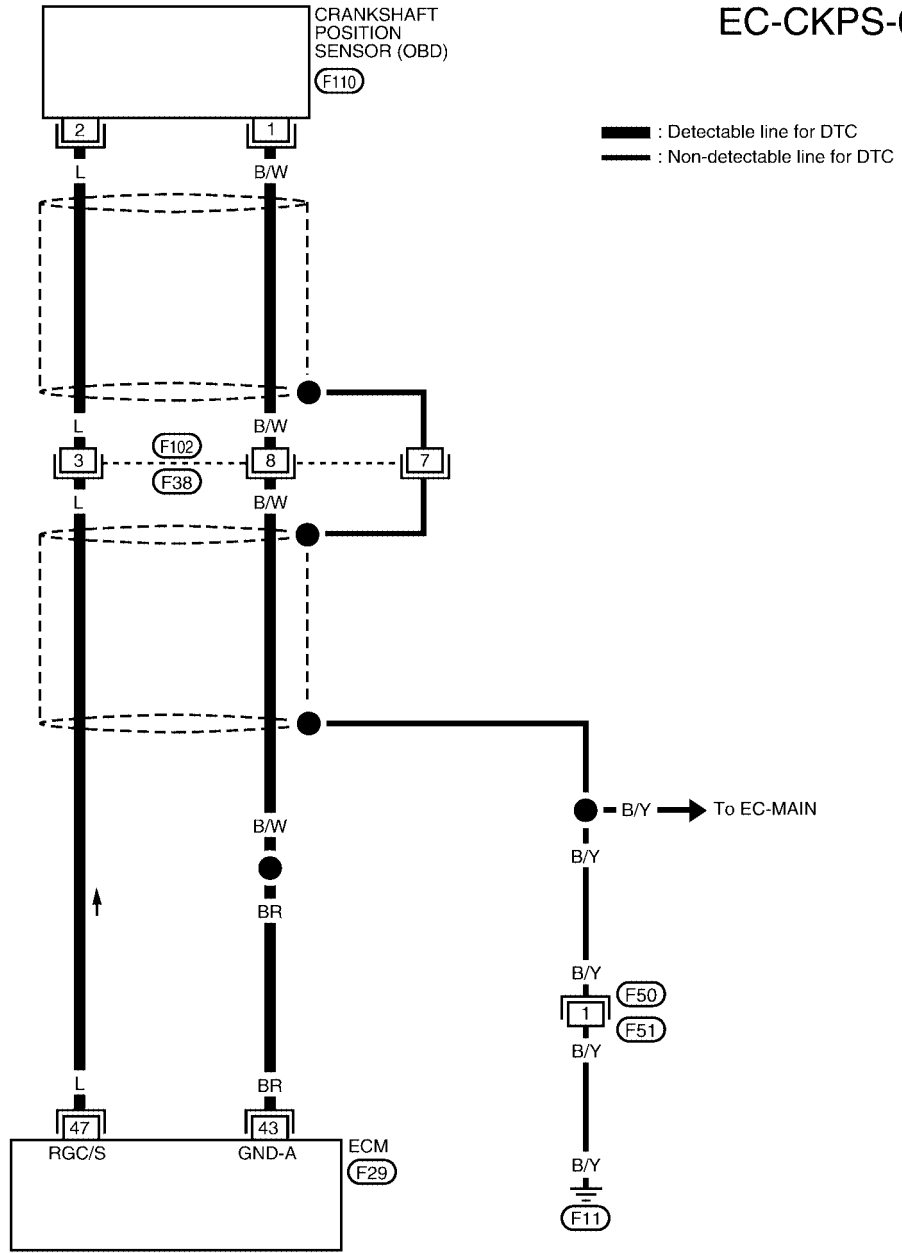 EC-CKPS-
CRANKSHAFT
POSITION
SENSOR (OBD)
F110
: Detectable line for DTC
: Non-detectable line for DTC
2
1
L
B/W
L
B/W
3
F102
8
7
F38
L
B/W
B/W
B/Y
To EC-MAIN
B/Y
BR
B/Y
F50
1
F51
B/Y
L
BR
47
43
RGC/S
GND-A
ECM
F29
B/Y
F11